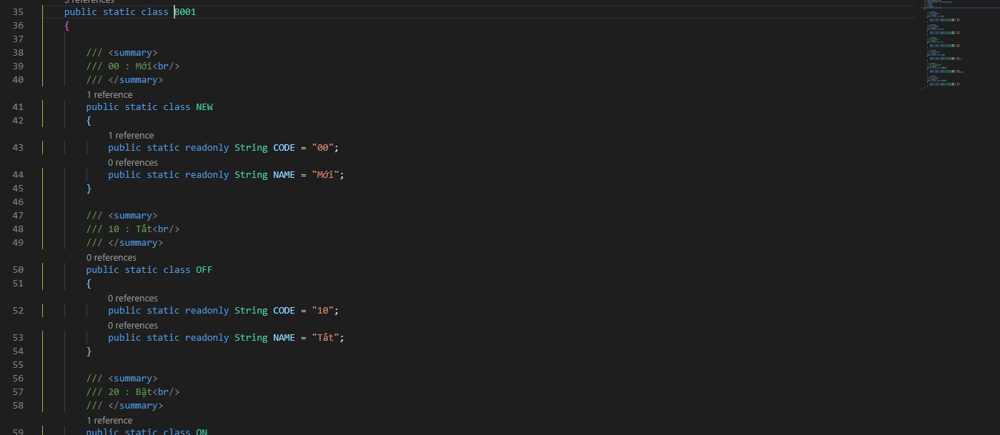 5 references
35 public static class B001
36 {
37
38 /// <summary>
39 /// 00 : Mới<br/>
40 /// </summary>
1 reference
41 public static class NEW
42 {
1 reference
43 public static readonly String CODE = "00";
0 references
44 public static readonly String NAME = "Mới";
45 }
46
47 /// <summary>
48 /// 10 : Tắt<br/>
49 /// </summary>
0 references
50 public static class OFF
51 {
0 references
52 public static readonly String CODE = "10";
0 references
53 public static readonly String NAME = "Tắt";
54 }
55
56 /// <summary>
57 /// 20 : Bật<br/>
58 /// </summary>
1 reference
59 public static class ON